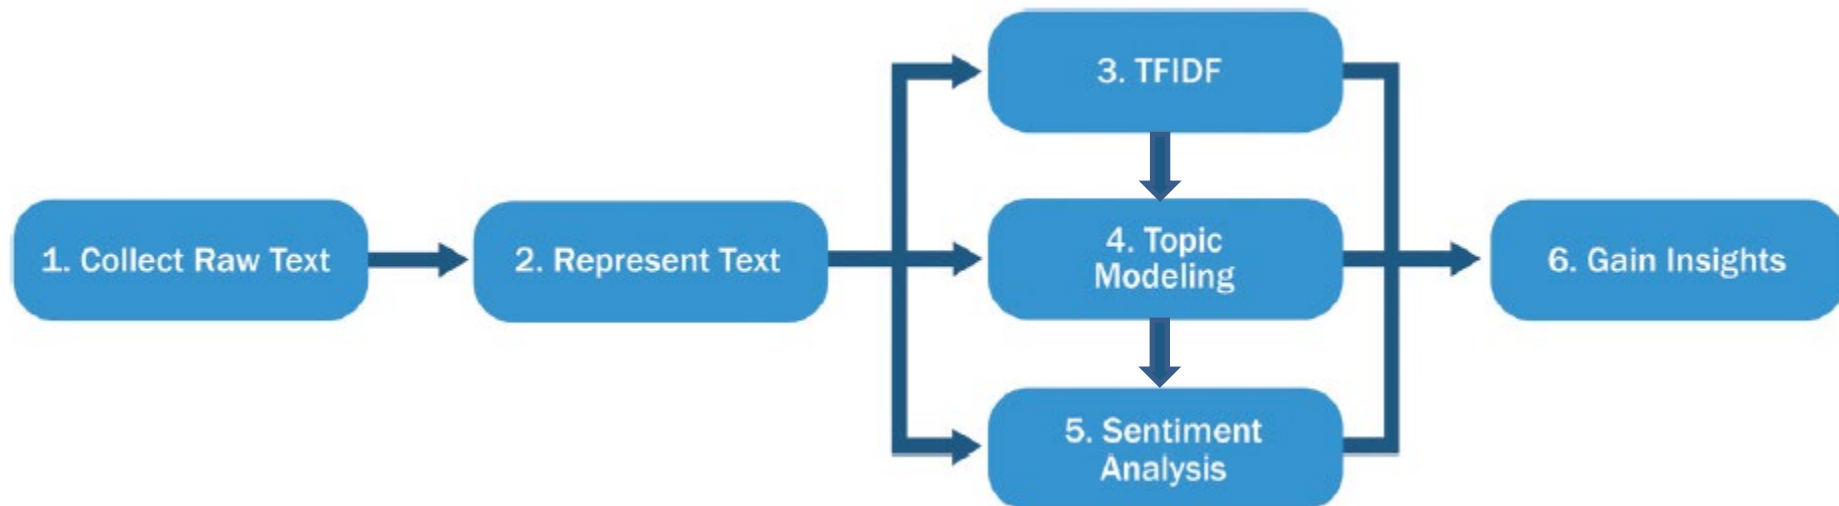 1. Collect Raw Text
2. Represent Text
3. TFIDF
4. Topic
Modeling
5. Sentiment
Analysis
6. Gain Insights